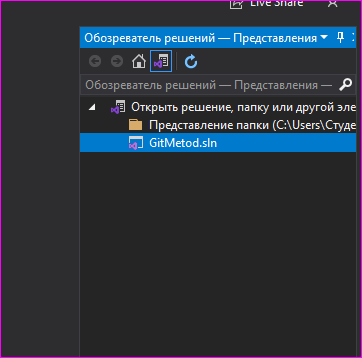 Live Share
Обозреватель решений — Представления
Обозреватель решений — Представления —
Открыть решение, папку или другой эле
Представление папки (C:\Users\Студе
GitMetod.sln